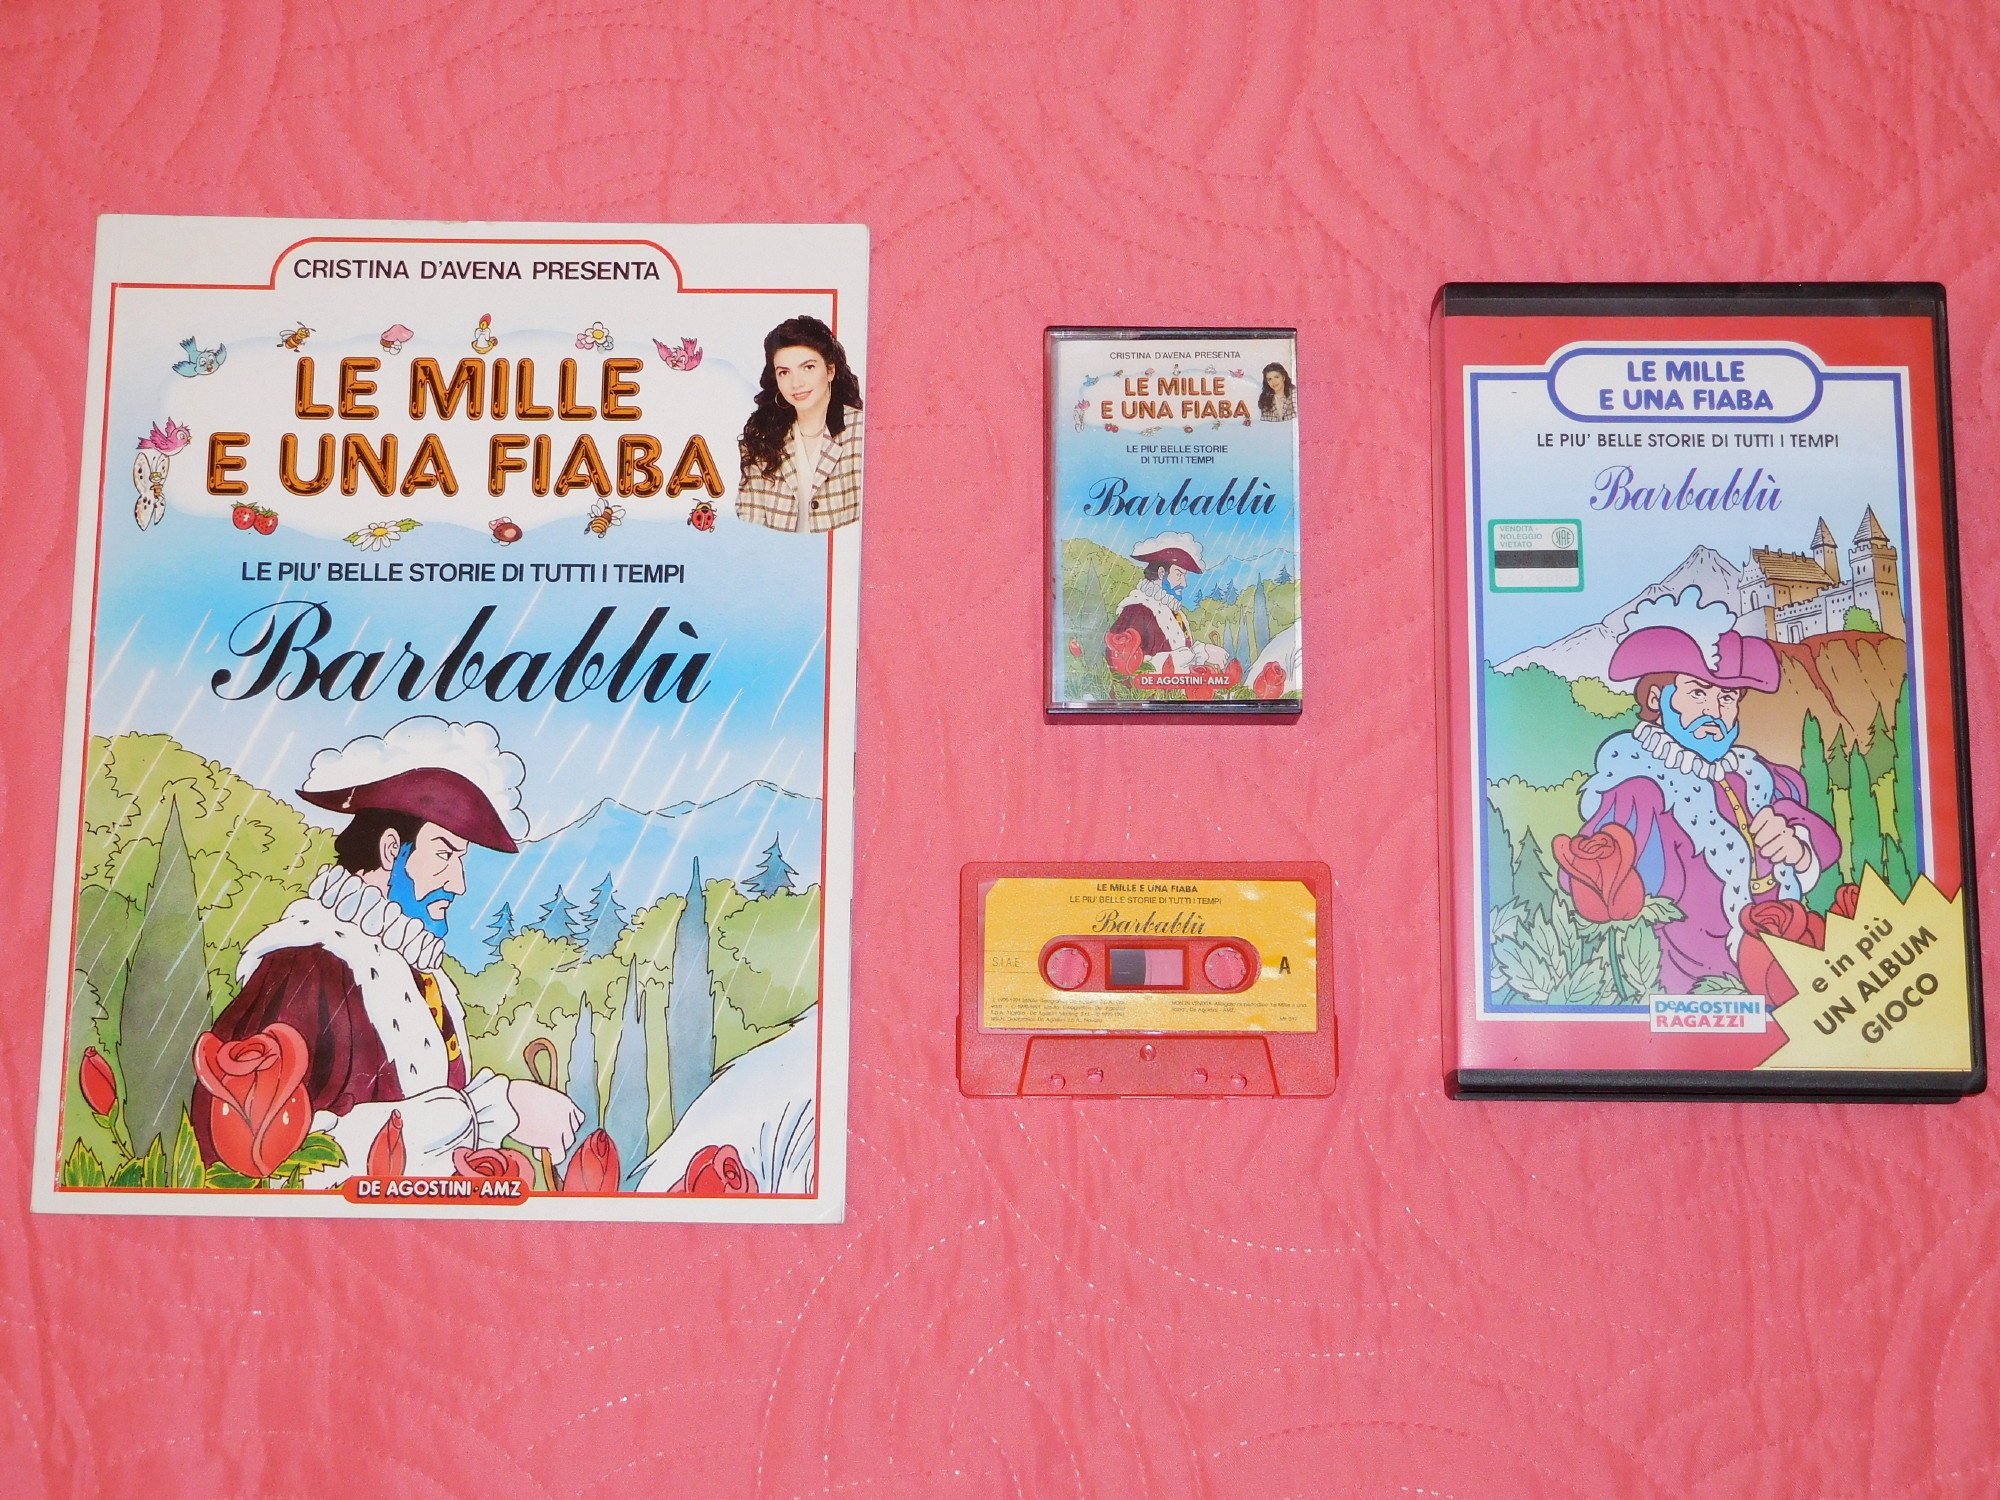 CRISTINA D'AVENA PRESENTA
LE MILLE
E UNA FIABA
LE PIU' BELLE STORIE DI TUTTI I TEMPI
Barbablù
DE AGOSTINI·AMZ
CRISTINA D'AVENA PRESENTA
LE MILLE
E UNA FIABA
LE PIU' BELLE STORIE
DI TUTTI I TEMPI
Barbablù
DE AGOSTINI·AMZ
LE MILLE E UNA FIABA
LE PIU' BELLE STORIE DI TUTTI I TEMPI
Barbablù
S.I.A.E.
A
LE MILLE
E UNA FIABA
LE PIU' BELLE STORIE DI TUTTI I TEMPI
Barbablù
VENDITA -
NOLEGGIO
VIETATO
e in più
UN ALBUM
GIOCO
DeAGOSTINI
RAGAZZI